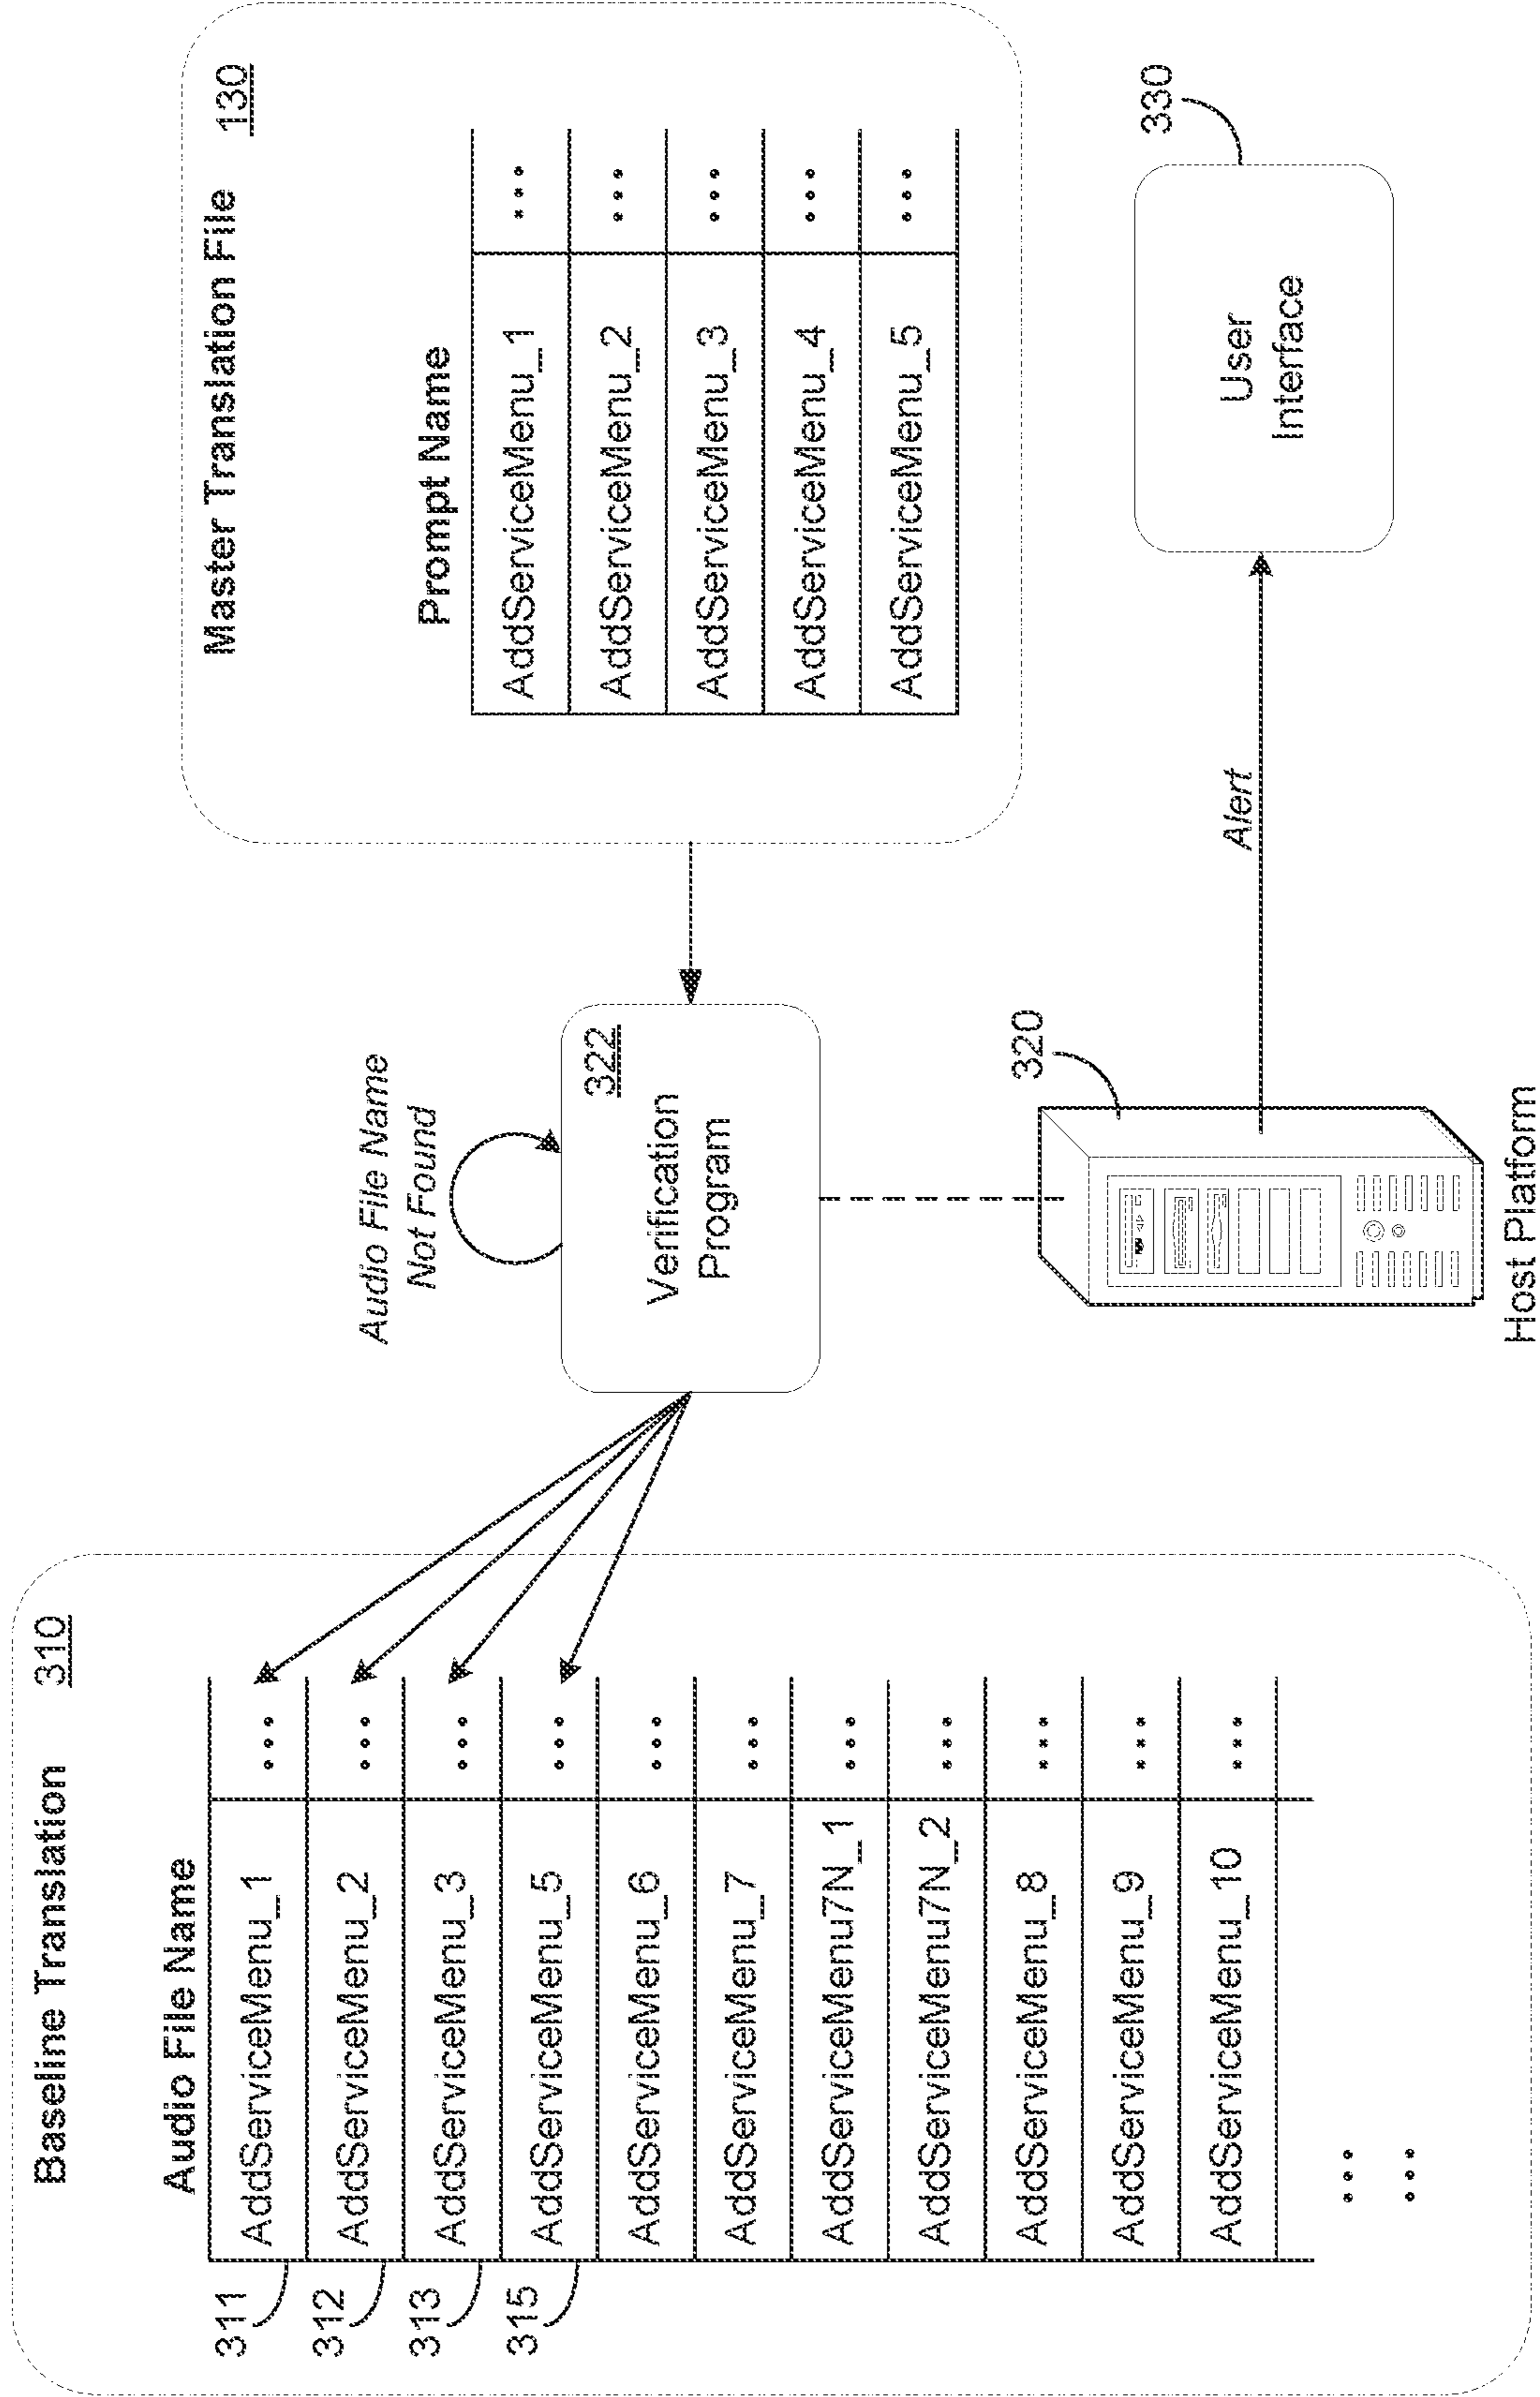 Baseline Translation 310
Audio File Name
311
AddServiceMenu_1 •••
312
AddServiceMenu_2 •••
313
AddServiceMenu_3 •••
315
AddServiceMenu_5 •••
AddServiceMenu_6 •••
AddServiceMenu_7 •••
AddServiceMenu7N_1 •••
AddServiceMenu7N_2 •••
AddServiceMenu_8 •••
AddServiceMenu_9 •••
AddServiceMenu_10 •••
•••
•••
Audio File Name
Not Found
322
Verification
Program
320
Host Platform
Master Translation File 130
Prompt Name
AddServiceMenu_1 •••
AddServiceMenu_2 •••
AddServiceMenu_3 •••
AddServiceMenu_4 •••
AddServiceMenu_5 •••
Alert
330
User
Interface